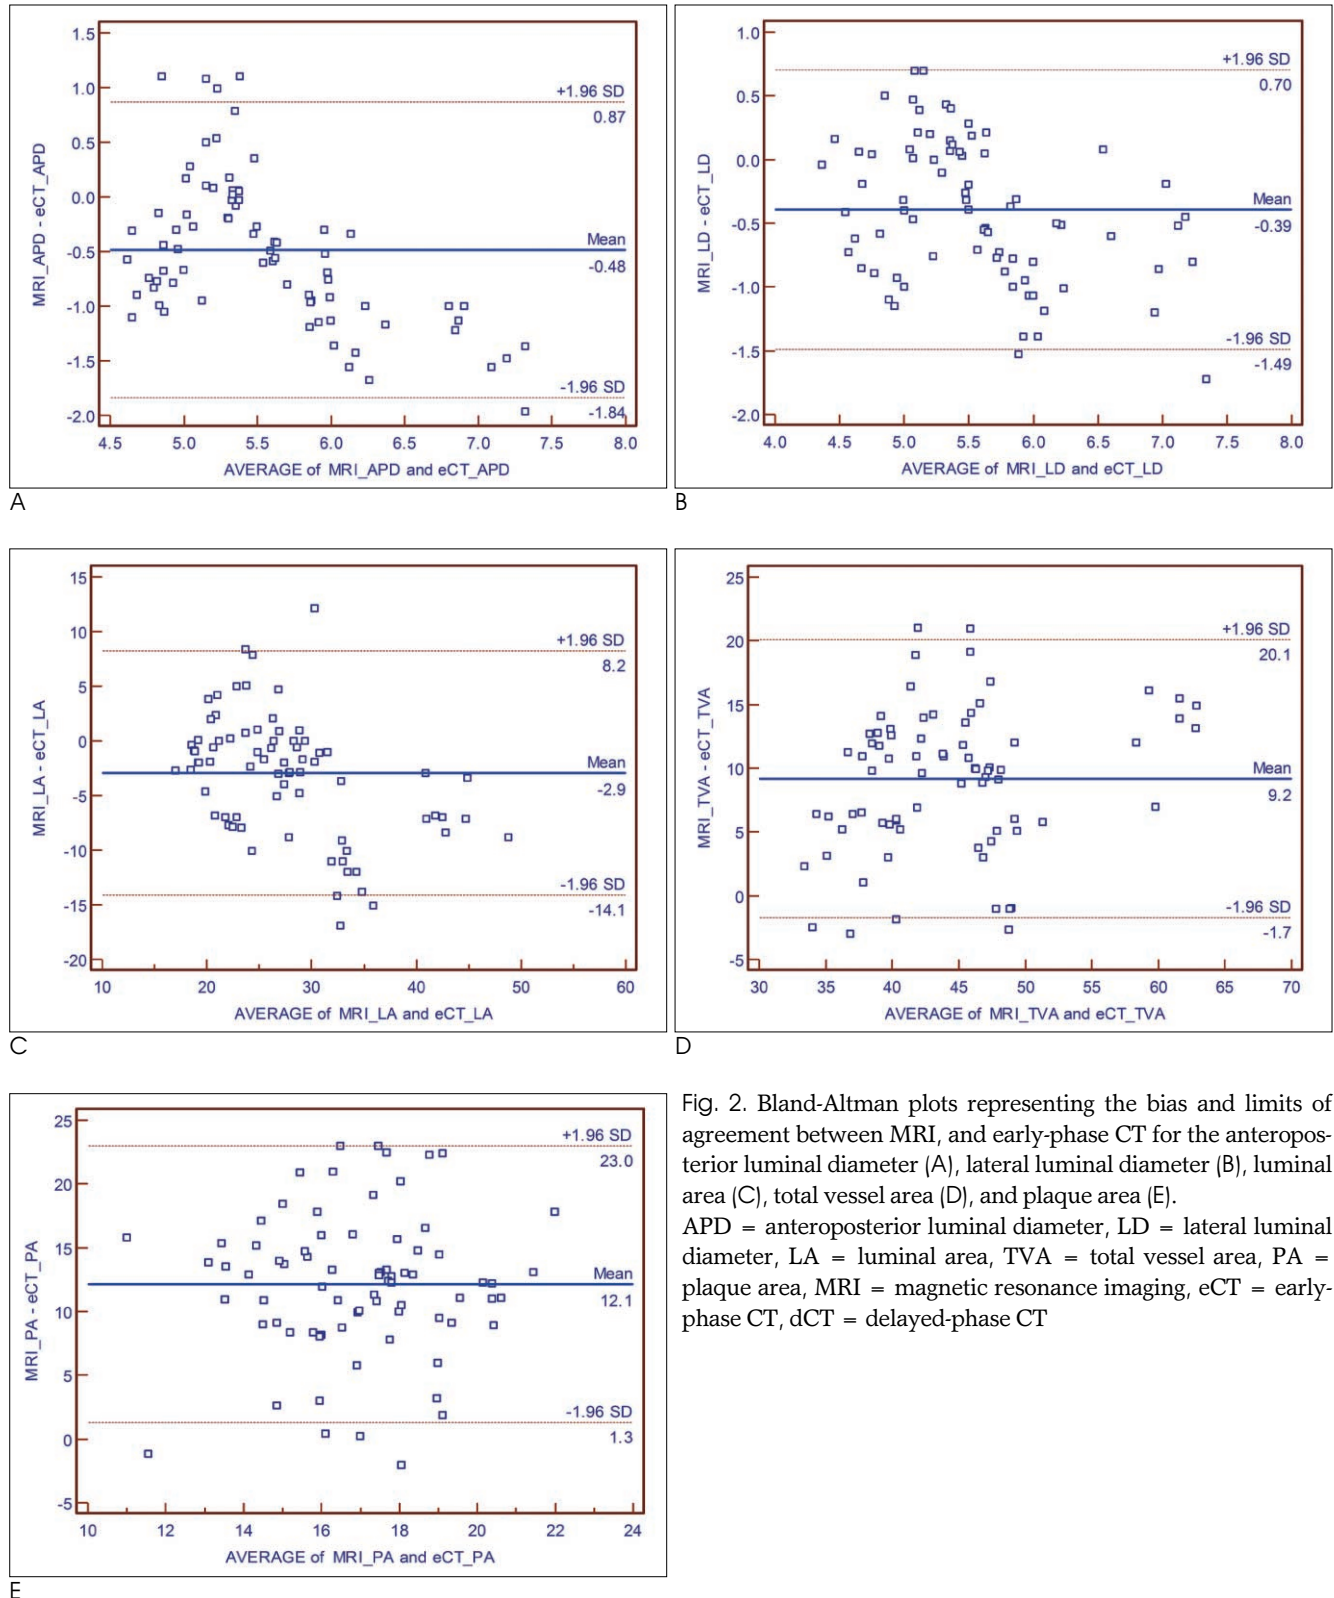 1.5
1.0
0.5
0.0
-0.5
-1.0
-1.5
-2.0
MRI_APD - eCT_APD
+1.96 SD
0.87
Mean
-0.48
-1.96 SD
-1.84
4.5 5.0 5.5 6.0 6.5 7.0 7.5 8.0
AVERAGE of MRI_APD and eCT_APD
A
1.0
0.5
0.0
-0.5
-1.0
-1.5
-2.0
MRI_LD - eCT_LD
+1.96 SD
0.70
Mean
-0.39
-1.96 SD
-1.49
4.0 4.5 5.0 5.5 6.0 6.5 7.0 7.5 8.0
AVERAGE of MRI_LD and eCT_LD
B
15
10
5
0
-5
-10
-15
-20
MRI_LA - eCT_LA
+1.96 SD
8.2
Mean
-2.9
-1.96 SD
-14.1
10 20 30 40 50 60
AVERAGE of MRI_LA and eCT_LA
C
25
20
15
10
5
0
-5
MRI_TVA - eCT_TVA
+1.96 SD
20.1
Mean
9.2
-1.96 SD
-1.7
30 35 40 45 50 55 60 65 70
AVERAGE of MRI_TVA and eCT_TVA
D
25
20
15
10
5
0
-5
MRI_PA - eCT_PA
+1.96 SD
23.0
Mean
12.1
-1.96 SD
1.3
10 12 14 16 18 20 22 24
AVERAGE of MRI_PA and eCT_PA
E
Fig. 2. Bland-Altman plots representing the bias and limits of
agreement between MRI, and early-phase CT for the anteropos-
terior luminal diameter (A), lateral luminal diameter (B), luminal
area (C), total vessel area (D), and plaque area (E).
APD = anteroposterior luminal diameter, LD = lateral luminal
diameter, LA = luminal area, TVA = total vessel area, PA =
plaque area, MRI = magnetic resonance imaging, eCT = early-
phase CT, dCT = delayed-phase CT